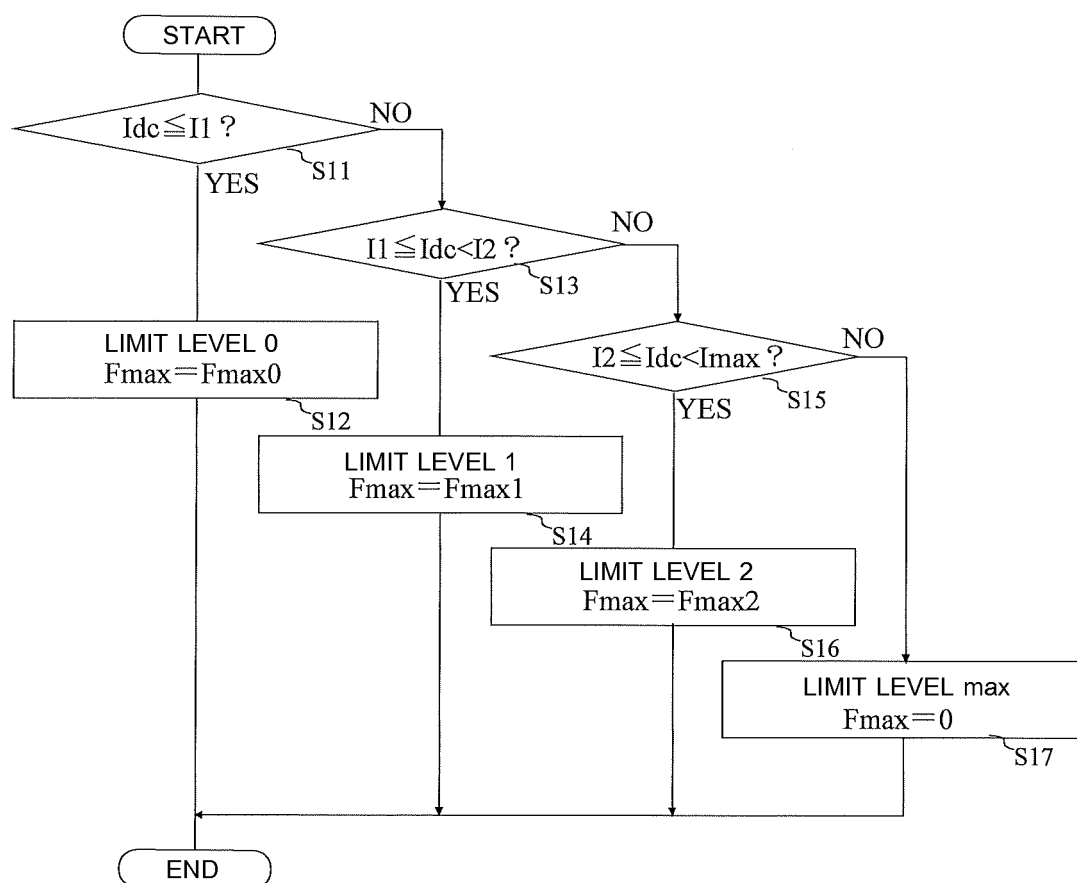 START
Idc≦I1?
NO
S11
YES
I1≦Idc<I2?
NO
S13
YES
LIMIT LEVEL 0
Fmax=Fmax0
S12
I2≦Idc<Imax?
NO
S15
YES
LIMIT LEVEL 1
Fmax=Fmax1
S14
LIMIT LEVEL 2
Fmax=Fmax2
S16
LIMIT LEVEL max
Fmax=0
S17
END